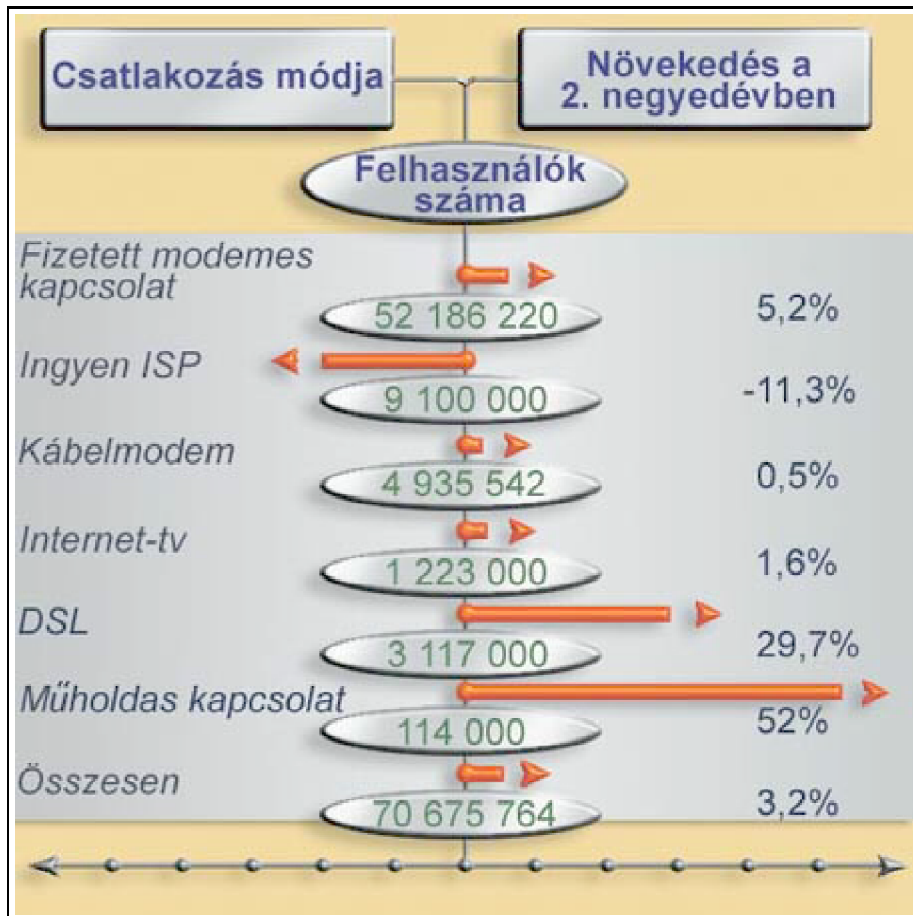 Csatlakozás módja
Növekedés a
2. negyedévben
Felhasználók
száma
Fizetett modemes
kapcsolat
52 186 220
5,2%
Ingyen ISP
9 100 000
-11,3%
Kábelmodem
4 935 542
0,5%
Internet-tv
1 223 000
1,6%
DSL
3 117 000
29,7%
Műholdas kapcsolat
114 000
52%
Összesen
70 675 764
3,2%